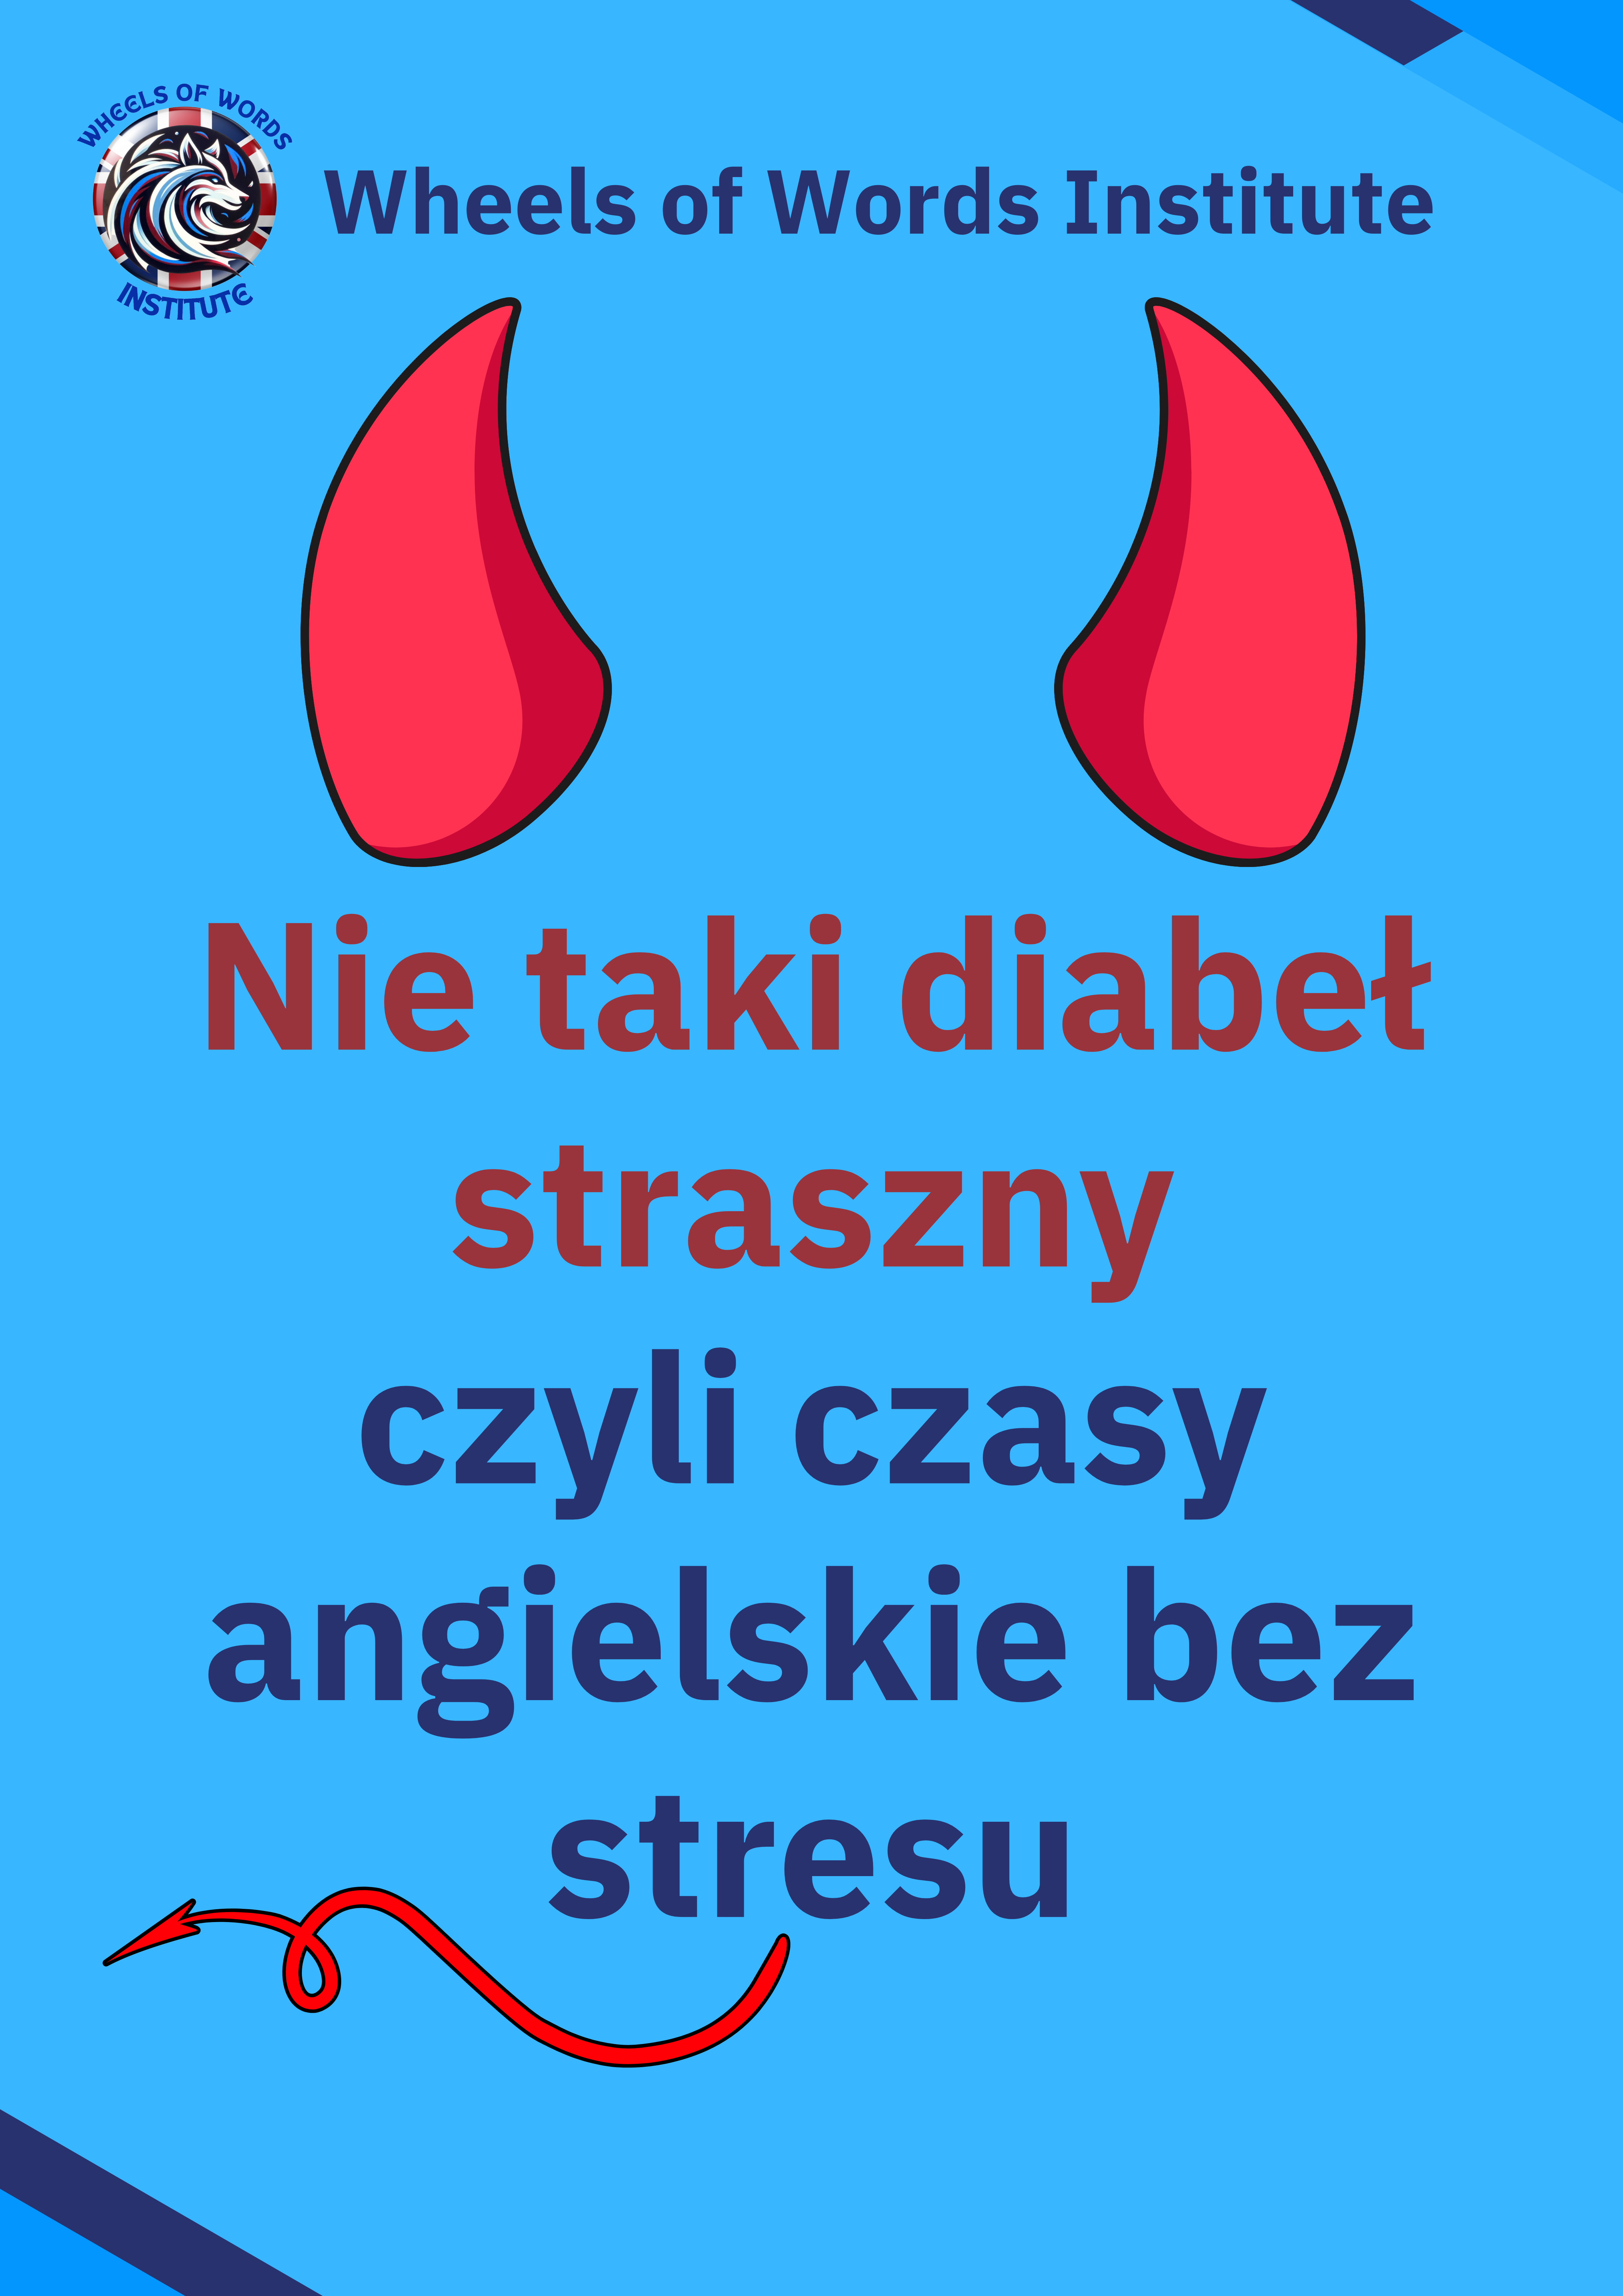 WHEELS OF WORDS
INSTITUTE
Wheels of Words Institute
Nie taki diabeł
straszny
czyli czasy
angielskie bez
stresu